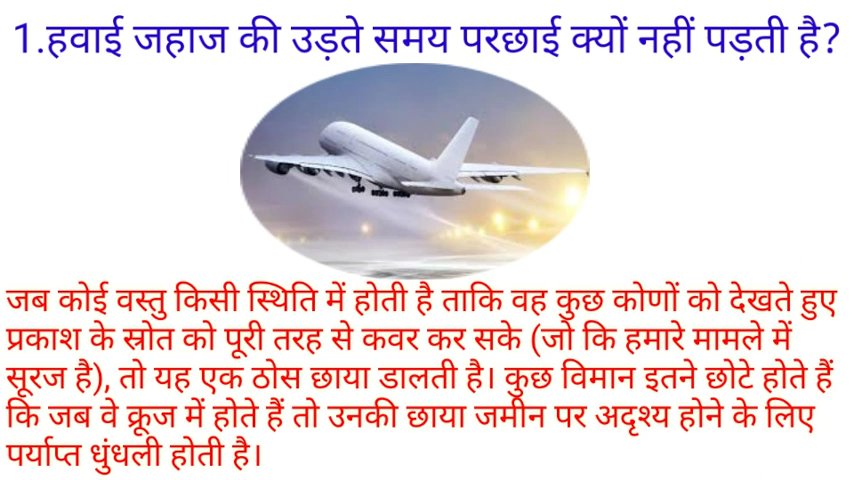 1.हवाई जहाज की उड़ते समय परछाई क्यों नहीं पड़ती है?
जब कोई वस्तु किसी स्थिति में होती है ताकि वह कुछ कोणों को देखते हुए
प्रकाश के स्रोत को पूरी तरह से कवर कर सके (जो कि हमारे मामले में
सूरज है), तो यह एक ठोस छाया डालती है। कुछ विमान इतने छोटे होते हैं
कि जब वे क्रूज में होते हैं तो उनकी छाया जमीन पर अदृश्य होने के लिए
पर्याप्त धुंधली होती है।